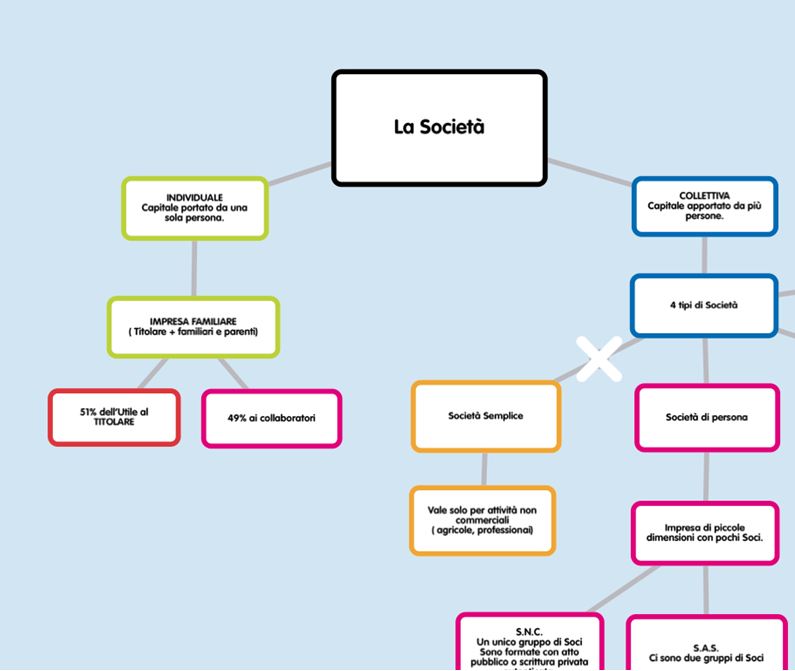 La Società
INDIVIDUALE
Capitale portato da una
sola persona.
COLLETTIVA
Capitale apportato da più
persone.
IMPRESA FAMILIARE
( Titolare + familiari e parenti)
4 tipi di Società
51% dell'Utile al
TITOLARE
49% ai collaboratori
Società Semplice
Società di persona
Vale solo per attività non
commerciali
( agricole, professionai)
Impresa di piccole
dimensioni con pochi Soci.
S.N.C.
Un unico gruppo di Soci
Sono formate con atto
pubblico o scrittura privata
S.A.S.
Ci sono due gruppi di Soci